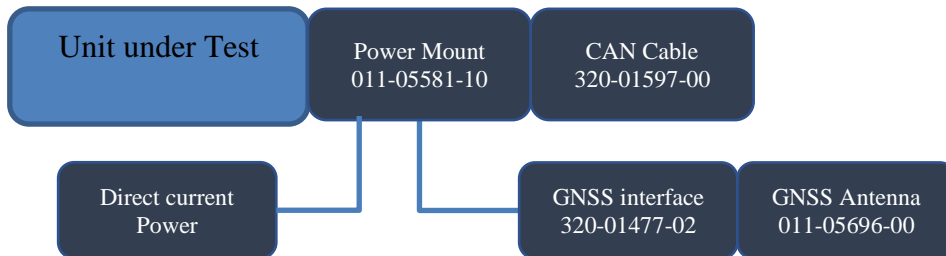 Unit under Test
Power Mount
011-05581-10
CAN Cable
320-01597-00
Direct current
Power
GNSS interface
320-01477-02
GNSS Antenna
011-05696-00